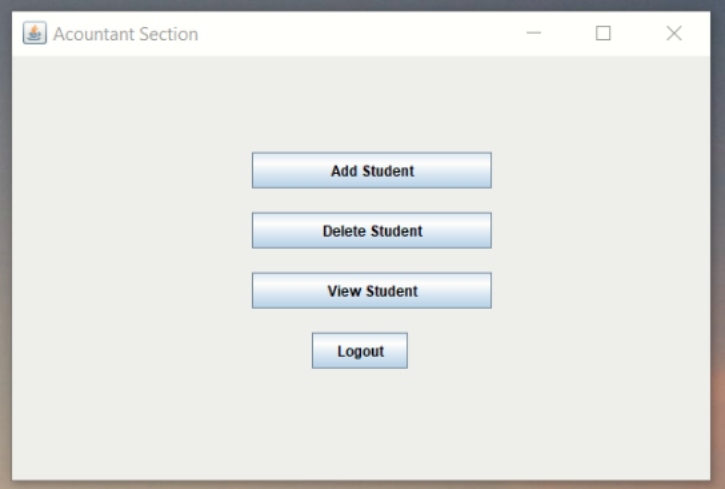 Acountant Section
Add Student
Delete Student
View Student
Logout